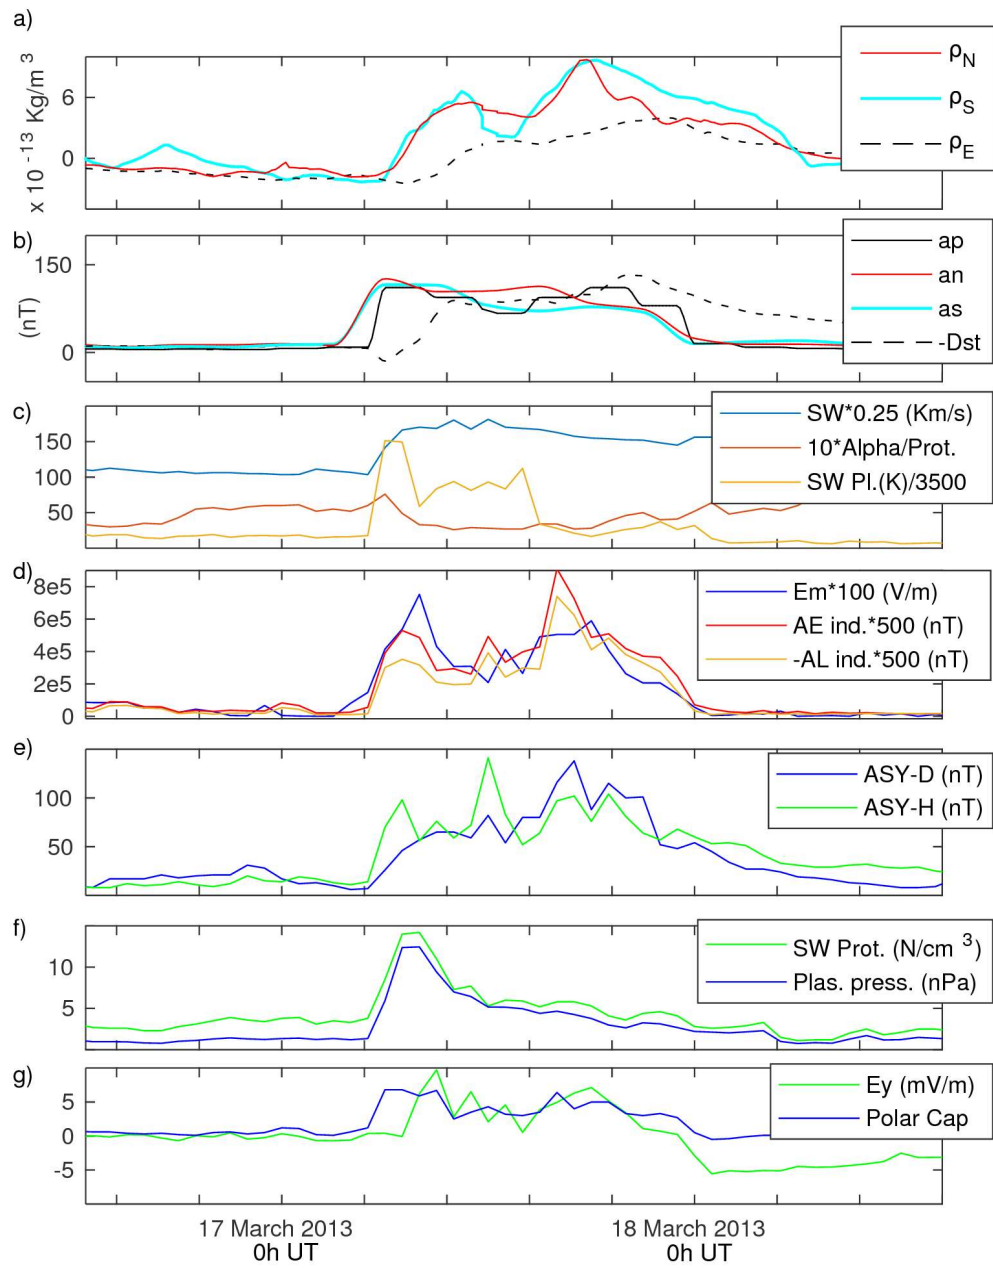 a)
x 10 -13 Kg/m 3
6
0
ρN
ρS
ρE
b)
(nT)
150
0
ap
an
as
-Dst
c)
150
100
50
SW*0.25 (Km/s)
10*Alpha/Prot.
SW Pl.(K)/3500
d)
8e5
6e5
4e5
2e5
0
Em*100 (V/m)
AE ind.*500 (nT)
-AL ind.*500 (nT)
e)
100
50
ASY-D (nT)
ASY-H (nT)
f)
10
5
SW Prot. (N/cm 3)
Plas. press. (nPa)
g)
5
0
-5
Ey (mV/m)
Polar Cap
17 March 2013
0h UT
18 March 2013
0h UT